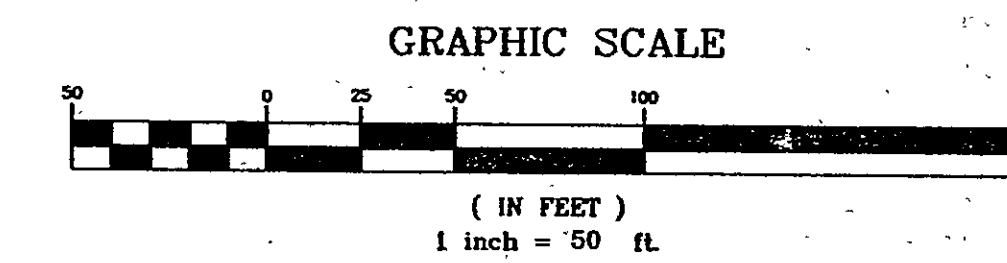 GRAPHIC SCALE
50 0 25 50 100
( IN FEET )
1 inch = 50 ft.